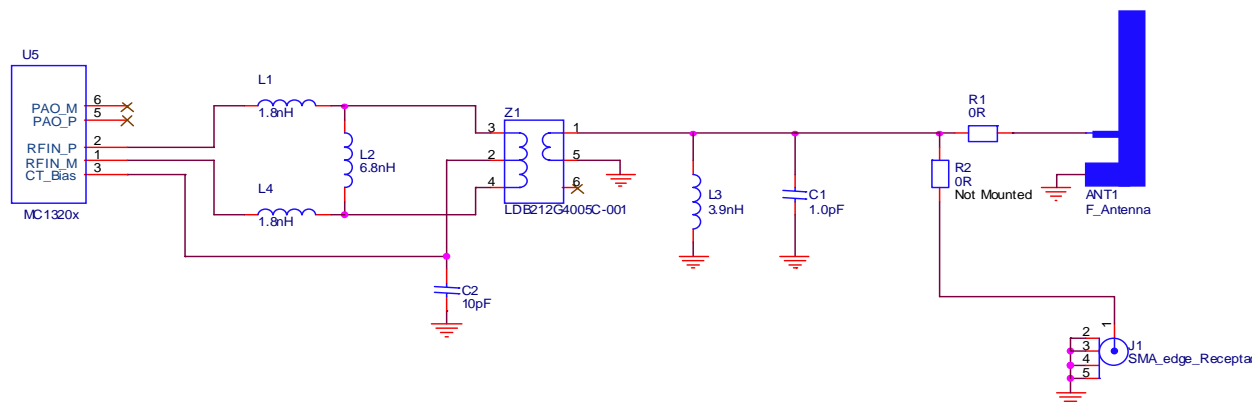 U5
PAO_M
PAO_P
RFIN_P
RFIN_M
CT_Bias
6
5
2
1
3
MC1320x
L1
1.8nH
L2
6.8nH
L4
1.8nH
C2
10pF
Z1
3
2
4
1
5
6
LDB212G4005C-001
L3
3.9nH
C1
1.0pF
R1
0R
R2
0R
Not Mounted
ANT1
F_Antenna
1
2
3
4
5
J1
SMA_edge_Recepta